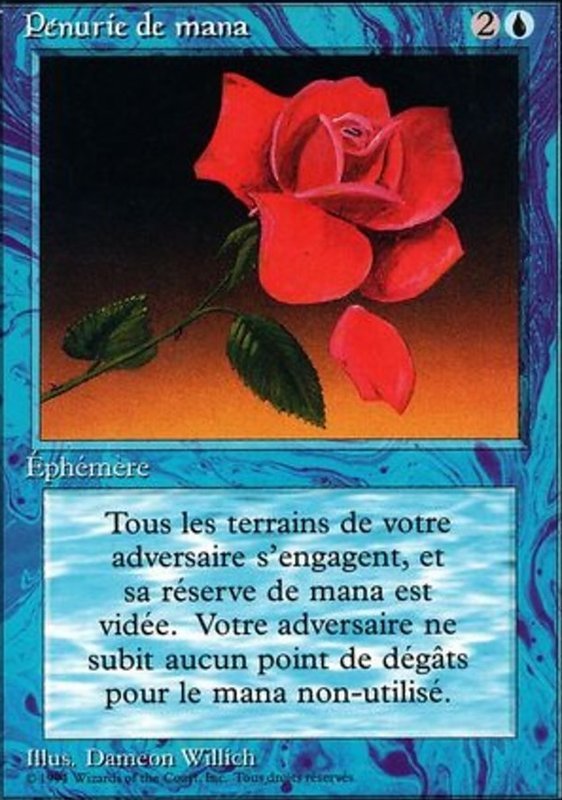 Pénurie de mana 2
Éphémère
Tous les terrains de votre
adversaire s'engagent, et
sa réserve de mana est
vidée. Votre adversaire ne
subit aucun point de dégâts
pour le mana non-utilisé.
Illus. Dameon Willich
© 1994 Wizards of the Coast, Inc. Tous droits réservés